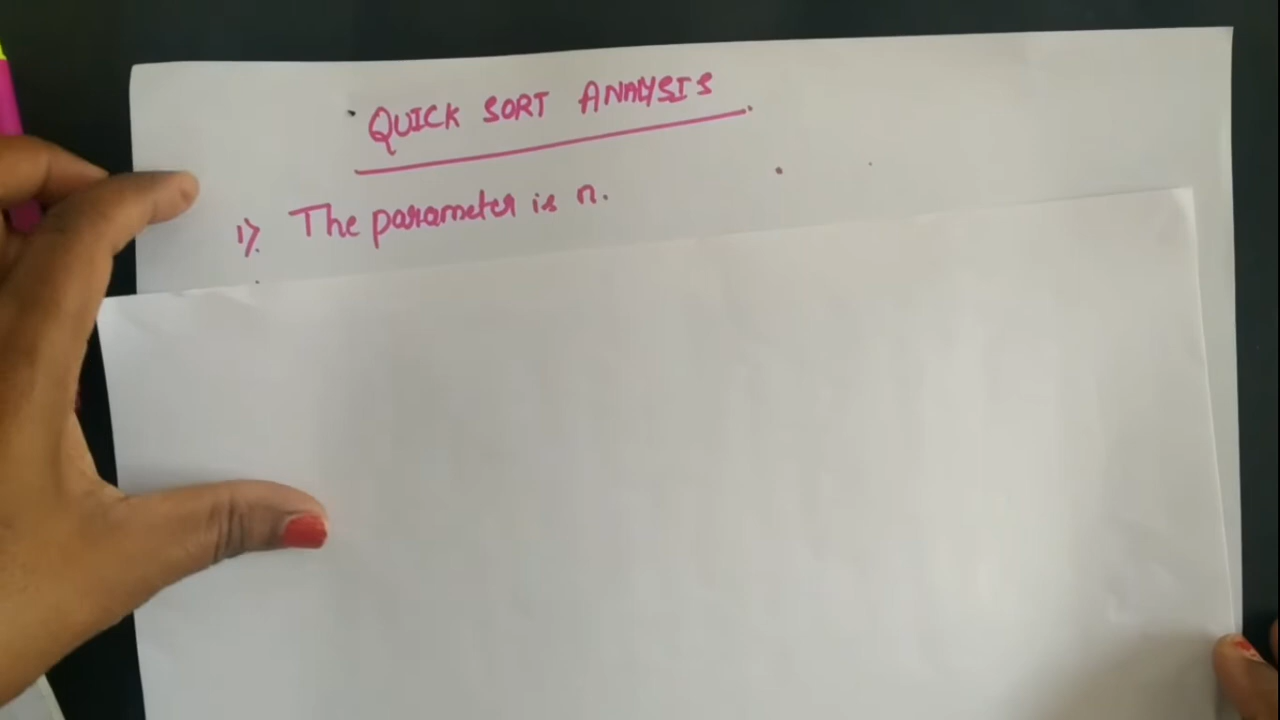 QUICK SORT ANALYSIS
1). The parameter is n.